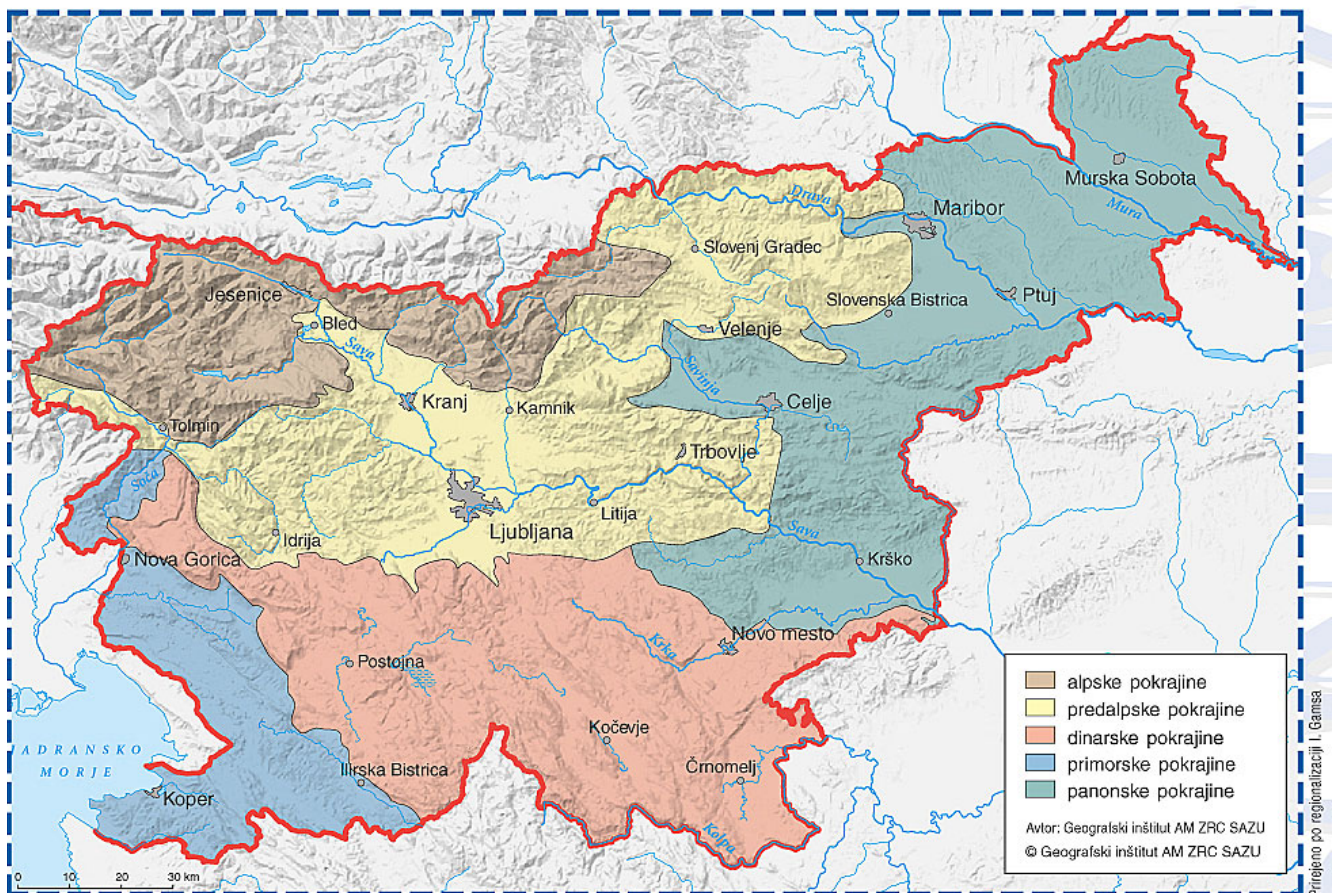 Murska Sobota
Drava
Maribor
Mura
Slovenj Gradec
Jesenice
Slovenska Bistrica
Ptuj
Bled
Velenje
Sava
Savinja
Kranj
Kamnik
Celje
Tolmin
Trbovlje
Soča
Ljubljana
Litija
Idrija
Sava
Nova Gorica
Krško
Krka
Novo mesto
Postojna
Kočevje
JADRANSKO
MORJE
Ilirska Bistrica
Črnomelj
Koper
Kolpa
0 10 20 30 km
alpske pokrajine
predalpske pokrajine
dinarske pokrajine
primorske pokrajine
panonske pokrajine
Avtor: Geografski inštitut AM ZRC SAZU
© Geografski inštitut AM ZRC SAZU
Prirejeno po regionalizaciji I. Gamsa